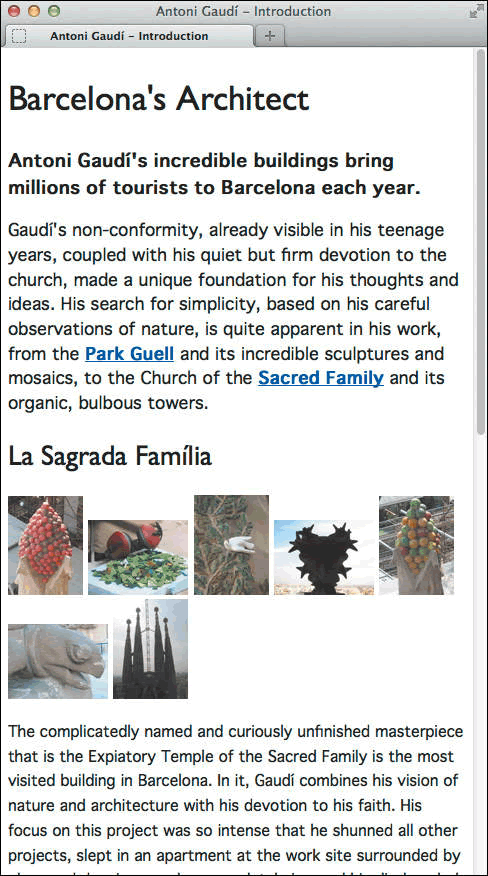 Antoni Gaudí – Introduction
Antoni Gaudí – Introduction
Barcelona's Architect
Antoni Gaudí's incredible buildings bring
millions of tourists to Barcelona each year.
Gaudí's non-conformity, already visible in his teenage
years, coupled with his quiet but firm devotion to the
church, made a unique foundation for his thoughts and
ideas. His search for simplicity, based on his careful
observations of nature, is quite apparent in his work,
from the Park Guell and its incredible sculptures and
mosaics, to the Church of the Sacred Family and its
organic, bulbous towers.
La Sagrada Família
The complicatedly named and curiously unfinished masterpiece
that is the Expiatory Temple of the Sacred Family is the most
visited building in Barcelona. In it, Gaudí combines his vision of
nature and architecture with his devotion to his faith. His
focus on this project was so intense that he shunned all other
projects, slept in an apartment at the work site surrounded by